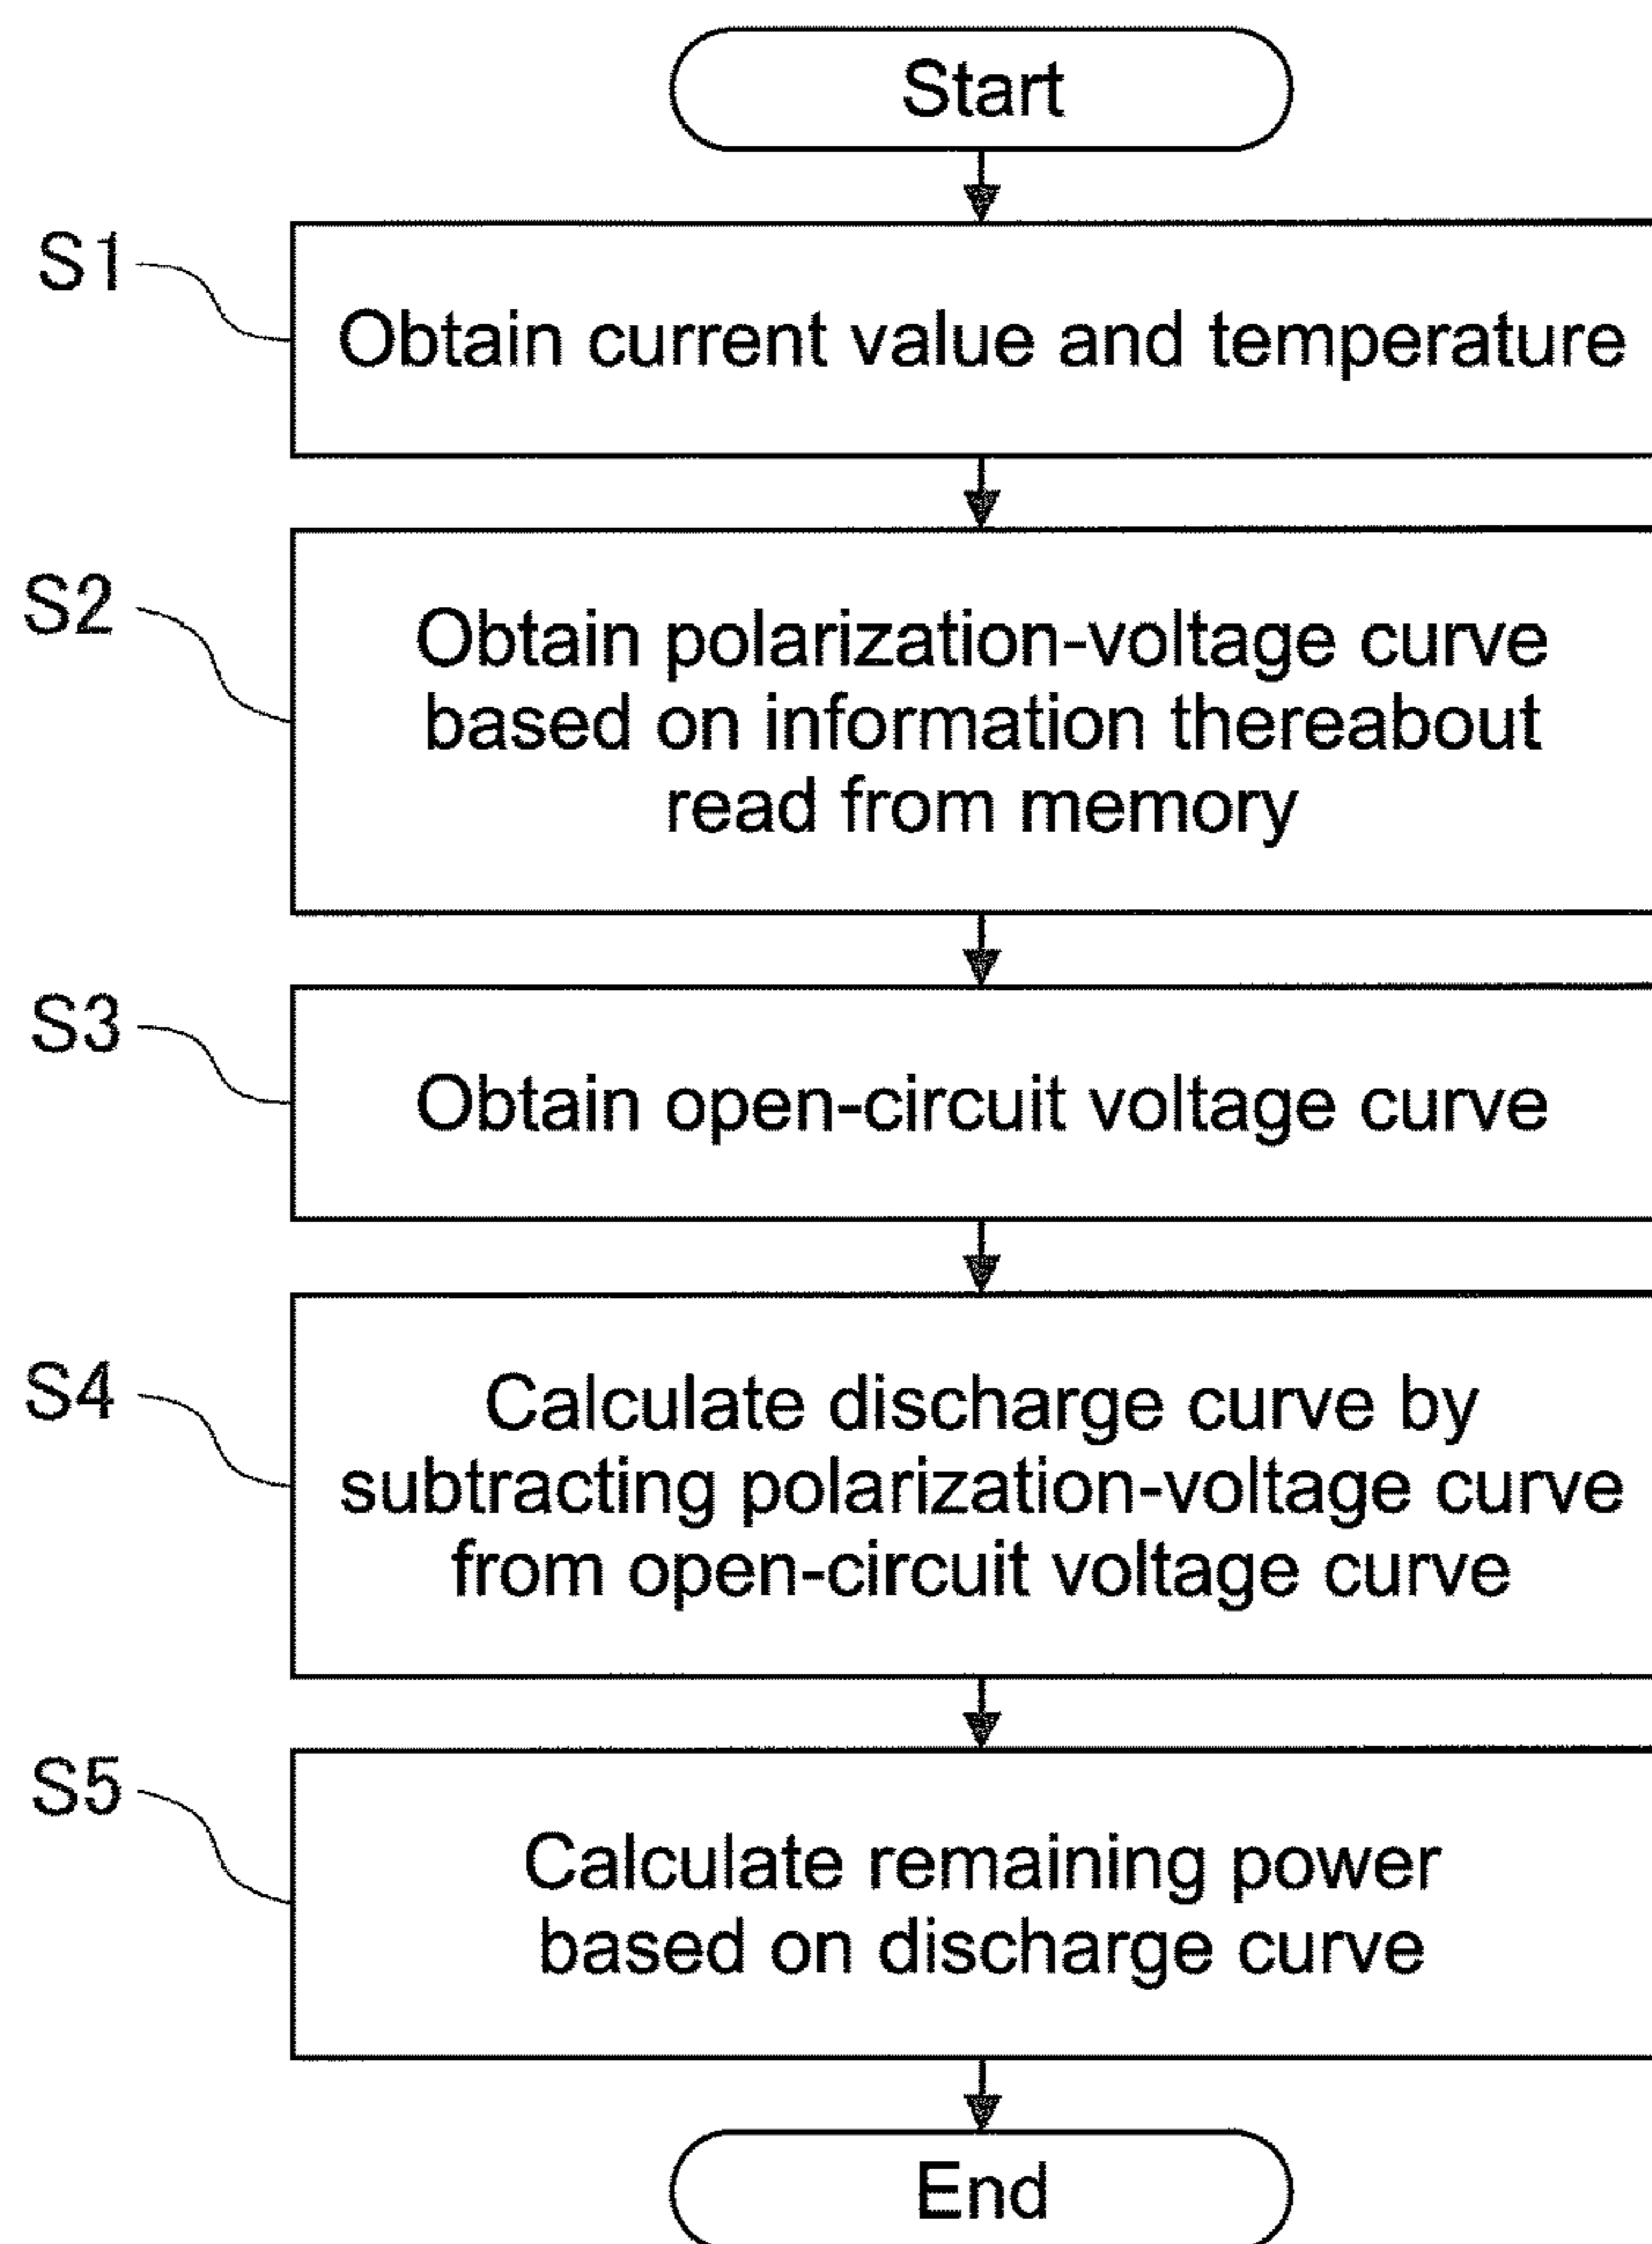 Start
S1
Obtain current value and temperature
S2
Obtain polarization-voltage curve
based on information thereabout
read from memory
S3
Obtain open-circuit voltage curve
S4
Calculate discharge curve by
subtracting polarization-voltage curve
from open-circuit voltage curve
S5
Calculate remaining power
based on discharge curve
End